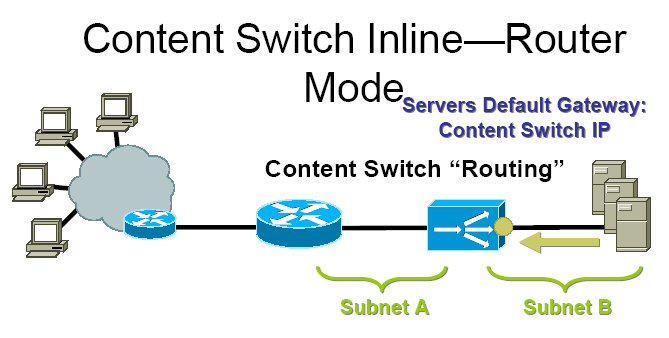 Content Switch Inline—Router
Mode
Servers Default Gateway:
Content Switch IP
Content Switch “Routing”
Subnet A
Subnet B